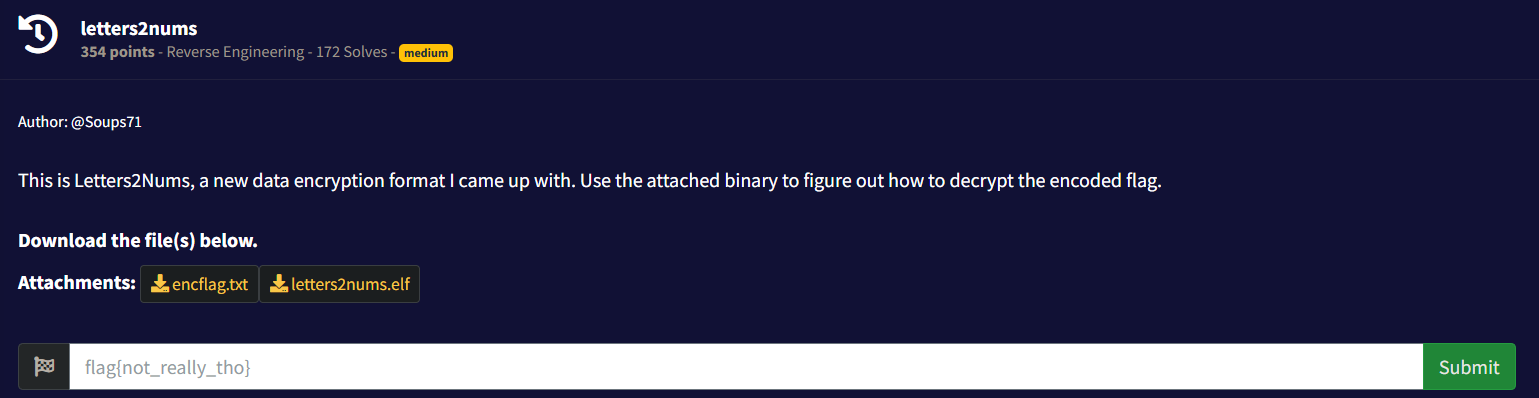 letters2nums
354 points - Reverse Engineering - 172 Solves - medium
Author: @Soups71
This is Letters2Nums, a new data encryption format I came up with. Use the attached binary to figure out how to decrypt the encoded flag.
Download the file(s) below.
Attachments: encflag.txt letters2nums.elf
flag{not_really_tho} Submit